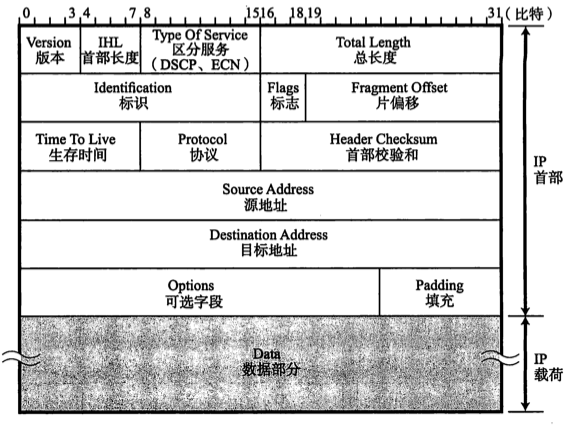 0 3 4 7 8 15 16 18 19 31 (比特)
Version IHL Type Of Service Total Length
版本 首部长度 区分服务 总长度
(DSCP、ECN)
Identification Flags Fragment Offset
标识 标志 片偏移
Time To Live Protocol Header Checksum
生存时间 协议 首部校验和
IP
首部
Source Address
源地址
Destination Address
目标地址
Options Padding
可选字段 填充
Data
数据部分
IP
载荷